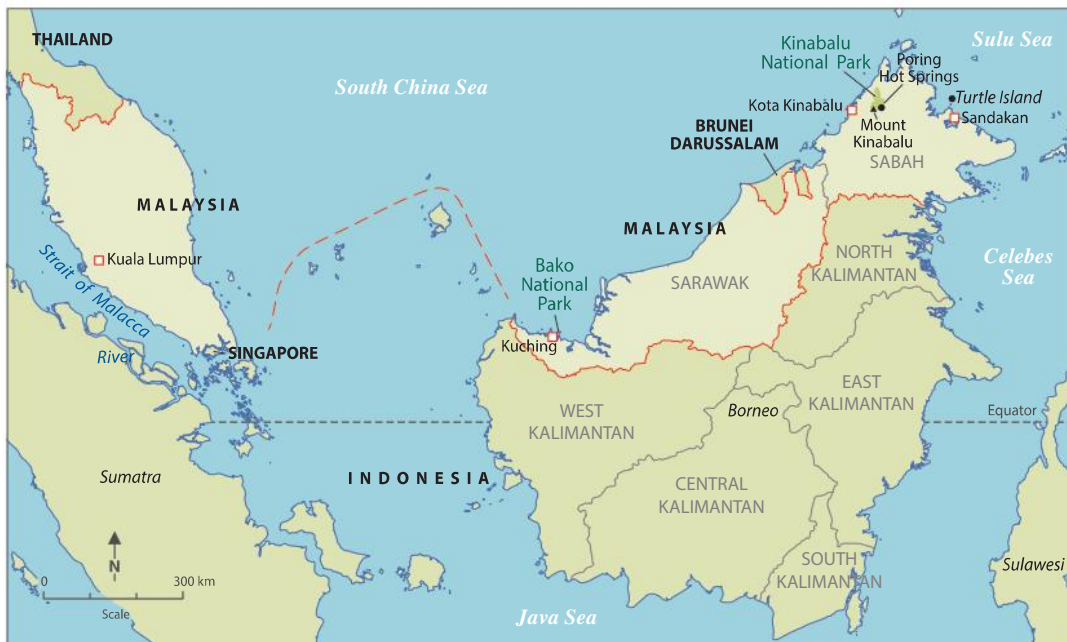 THAILAND
South China Sea
Sulu Sea
Kinabalu
National Park
Poring
Hot Springs
Turtle Island
Kota Kinabalu
Sandakan
Mount
Kinabalu
SABAH
BRUNEI
DARUSSALAM
MALAYSIA
MALAYSIA
Kuala Lumpur
Strait of Malacca
River
SINGAPORE
Bako
National
Park
Kuching
SARAWAK
NORTH
KALIMANTAN
Celebes
Sea
EAST
KALIMANTAN
WEST
KALIMANTAN
Borneo
Equator
Sumatra
INDONESIA
CENTRAL
KALIMANTAN
SOUTH
KALIMANTAN
Sulawesi
N
0
300 km
Scale
Java Sea